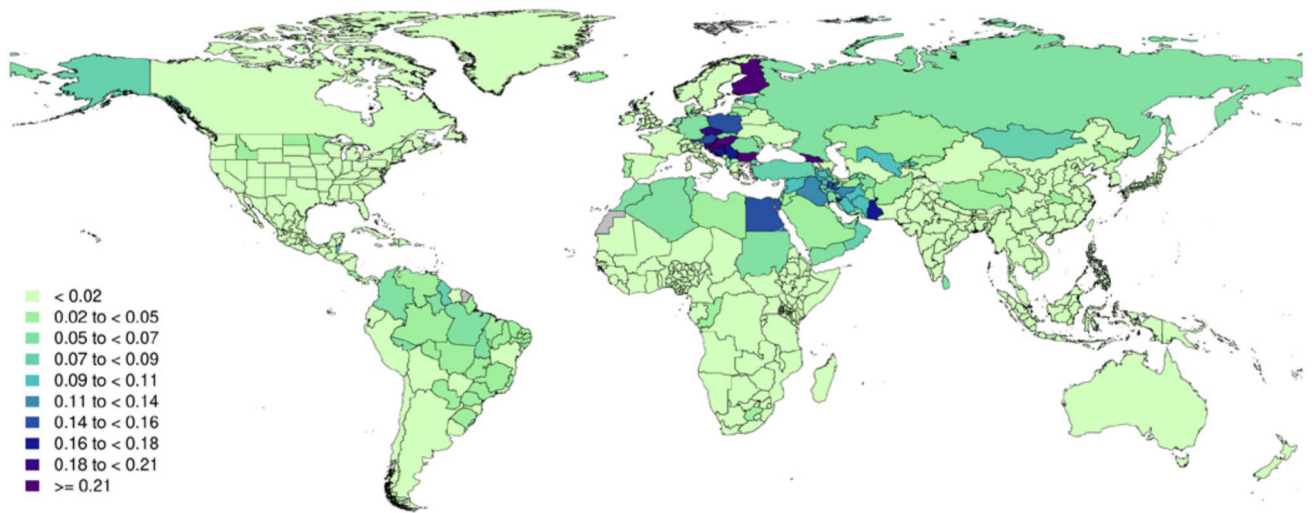 < 0.02
0.02 to < 0.05
0.05 to < 0.07
0.07 to < 0.09
0.09 to < 0.11
0.11 to < 0.14
0.14 to < 0.16
0.16 to < 0.18
0.18 to < 0.21
>= 0.21